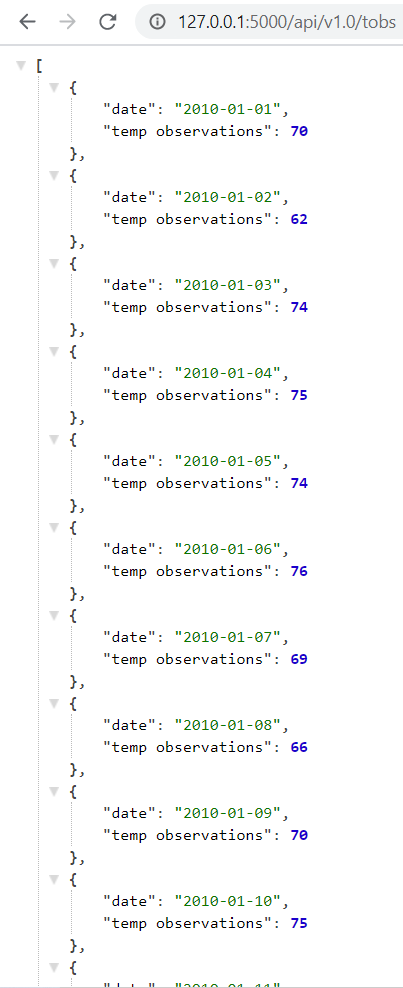 127.0.0.1:5000/api/v1.0/tobs
[
{
"date": "2010-01-01",
"temp observations": 70
},
{
"date": "2010-01-02",
"temp observations": 62
},
{
"date": "2010-01-03",
"temp observations": 74
},
{
"date": "2010-01-04",
"temp observations": 75
},
{
"date": "2010-01-05",
"temp observations": 74
},
{
"date": "2010-01-06",
"temp observations": 76
},
{
"date": "2010-01-07",
"temp observations": 69
},
{
"date": "2010-01-08",
"temp observations": 66
},
{
"date": "2010-01-09",
"temp observations": 70
},
{
"date": "2010-01-10",
"temp observations": 75
},
{
"date": "2010-01-11",